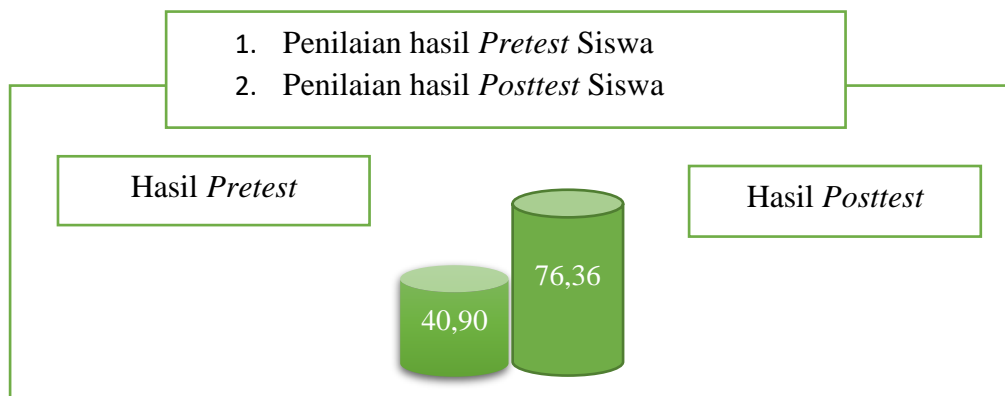 1. Penilaian hasil Pretest Siswa
2. Penilaian hasil Posttest Siswa
Hasil Pretest
Hasil Posttest
40,90
76,36